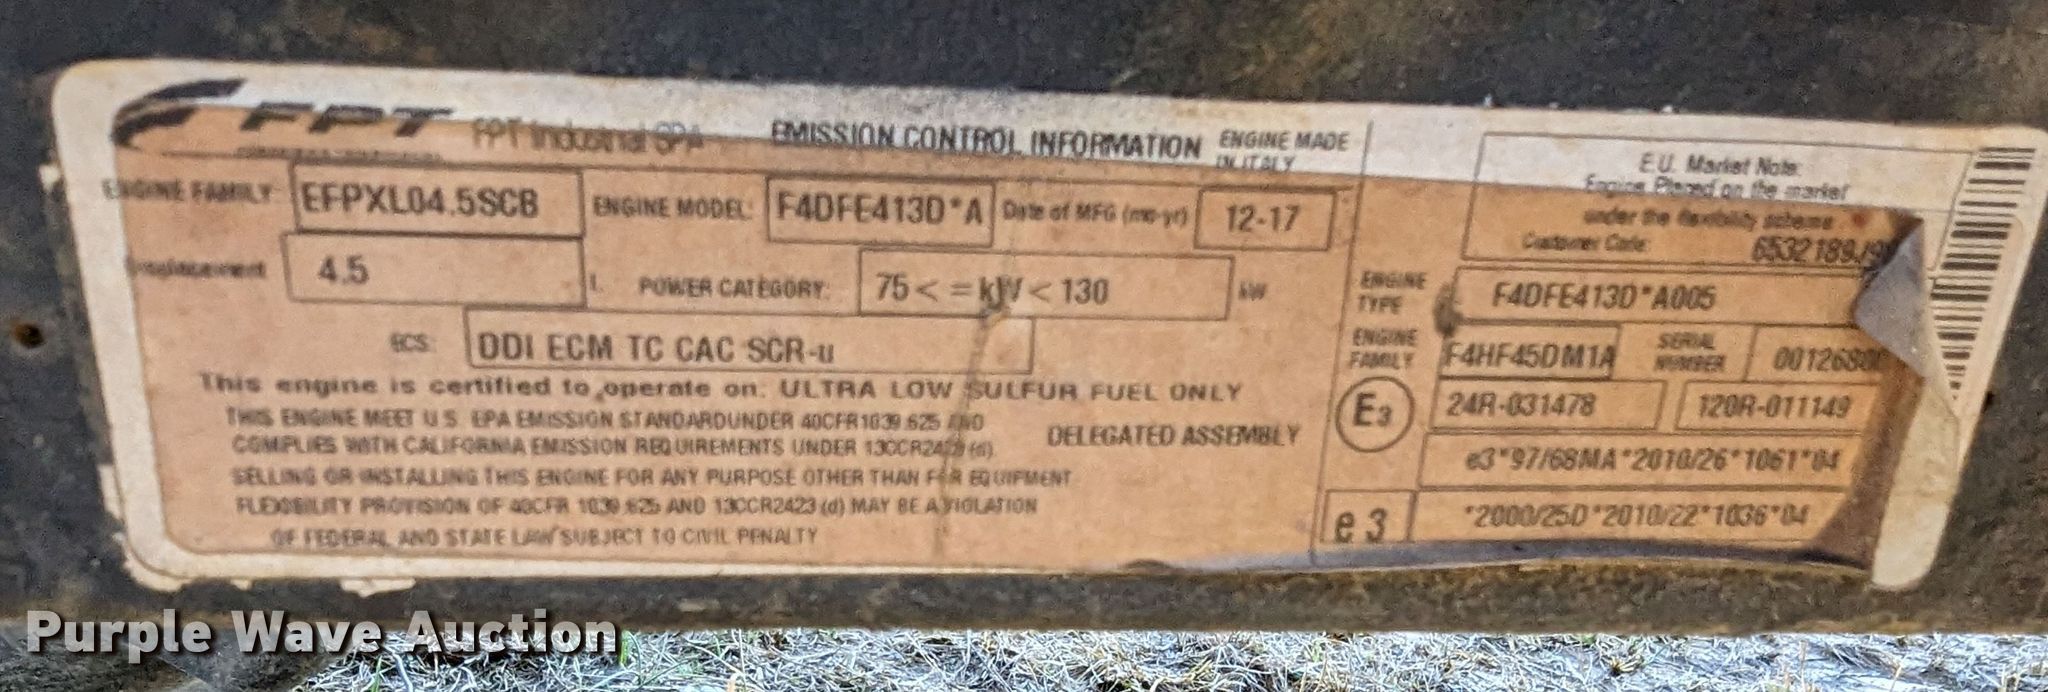 FPT FPT Industrial SPA EMISSION CONTROL INFORMATION ENGINE MADE IN ITALY
ENGINE FAMILY EFPXL04.5SCB ENGINE MODEL: F4DFE413D*A Date of MFG (mo-yr) 12-17
4.5 L POWER CATEGORY: 75 < = kW < 130 kW
ECS: DDI ECM TC CAC SCR-u
This engine is certified to operate on: ULTRA LOW SULFUR FUEL ONLY
THIS ENGINE MEET U.S. EPA EMISSION STANDARDUNDER 40CFR1039.625 AND
COMPLIES WITH CALIFORNIA EMISSION REQUIREMENTS UNDER 13CCR2423 (d).
DELEGATED ASSEMBLY
SELLING OR INSTALLING THIS ENGINE FOR ANY PURPOSE OTHER THAN FOR EQUIPMENT
FLEXIBILITY PROVISION OF 40CFR 1039.625 AND 13CCR2423 (d) MAY BE A VIOLATION
OF FEDERAL AND STATE LAW SUBJECT TO CIVIL PENALTY
E.U. Market Note:
Engine Placed on the market
under the flexibility scheme
Customer Code: 6532189J9
ENGINE TYPE F4DFE413D*A005
ENGINE FAMILY F4HF45DM1A SERIAL NUMBER 0012680
E3 24R-031478 120R-011149
e3*97/68MA*2010/26*1061*04
e3 *2000/25D*2010/22*1036*04
Purple Wave Auction